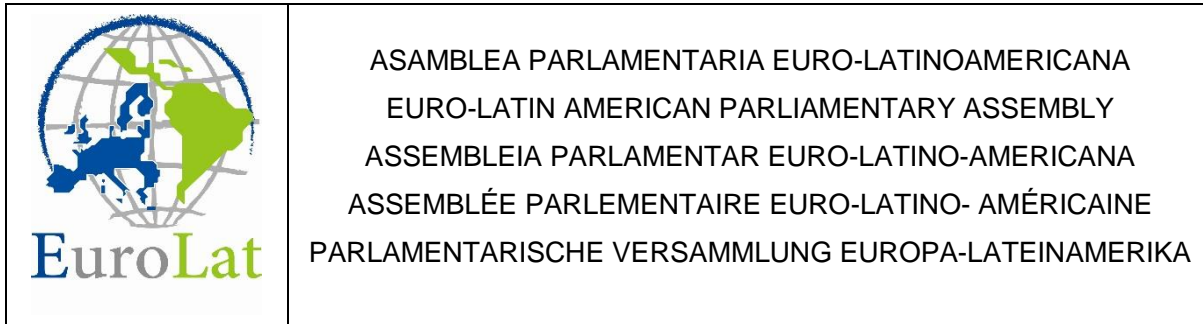 EuroLat
ASAMBLEA PARLAMENTARIA EURO-LATINOAMERICANA
EURO-LATIN AMERICAN PARLIAMENTARY ASSEMBLY
ASSEMBLEIA PARLAMENTAR EURO-LATINO-AMERICANA
ASSEMBLÉE PARLEMENTAIRE EURO-LATINO- AMÉRICAINE
PARLAMENTARISCHE VERSAMMLUNG EUROPA-LATEINAMERIKA